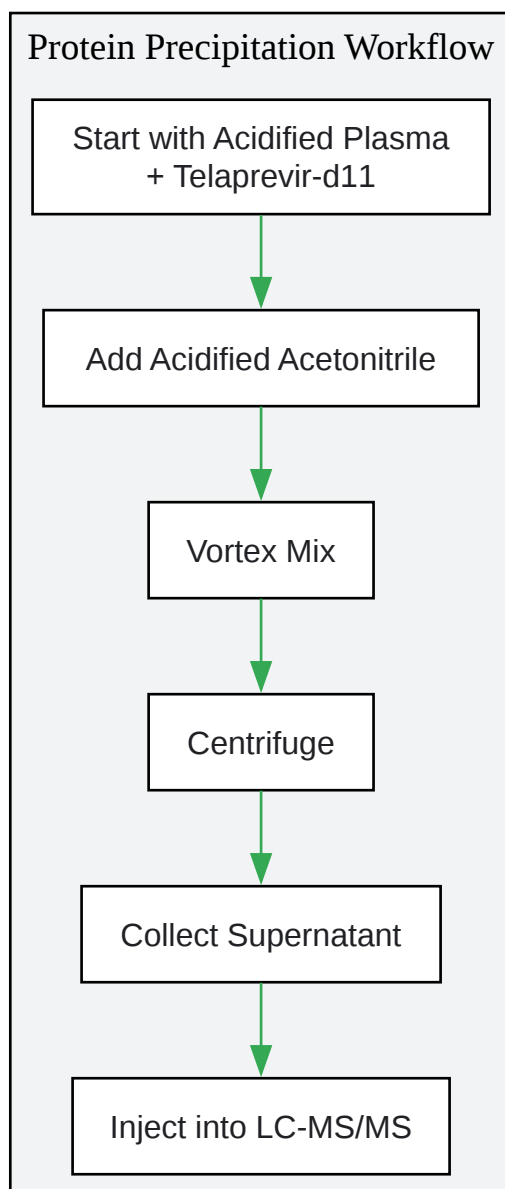 Protein Precipitation Workflow
Start with Acidified Plasma
+ Telaprevir-d11
Add Acidified Acetonitrile
Vortex Mix
Centrifuge
Collect Supernatant
Inject into LC-MS/MS